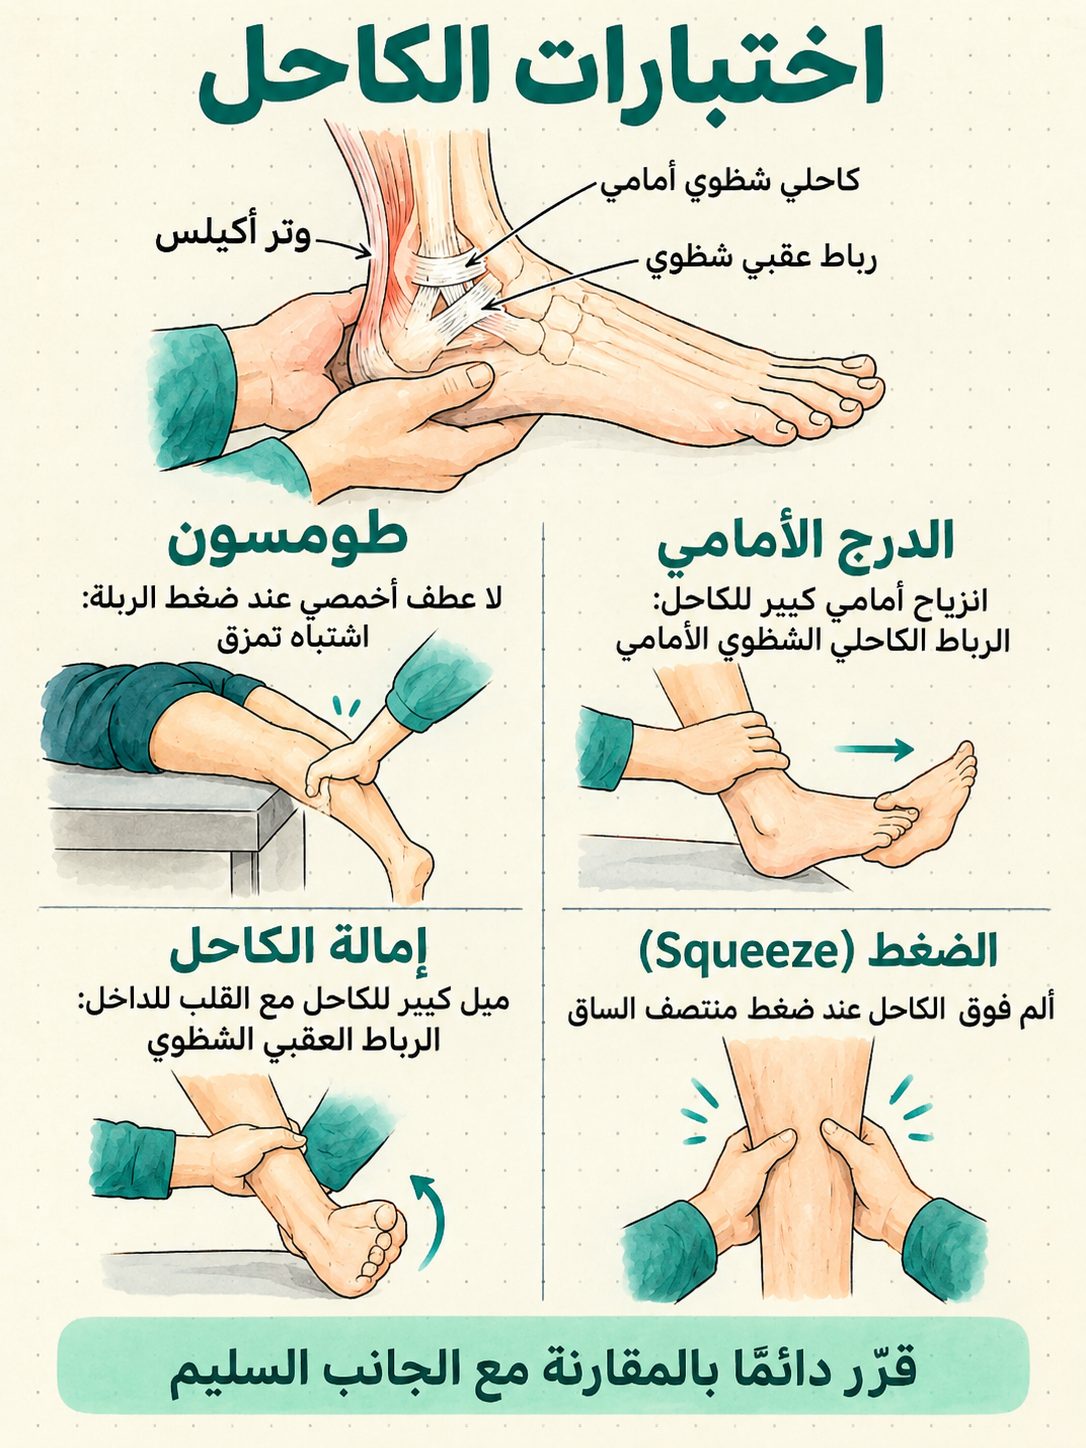 اختبارات الكاحل
كاحلي شظوي أمامي
وتر أكيلس
رباط عقبي شظوي
الدرج الأمامي
انزياح أمامي كبير للكاحل:
الرباط الكاحلي الشظوي الأمامي
طومسون
لا عطف أخمصي عند ضغط الربلة:
اشتباه تمزق
الضغط (Squeeze)
ألم فوق الكاحل عند ضغط منتصف الساق
إمالة الكاحل
ميل كبير للكاحل مع القلب للداخل:
الرباط العقبي الشظوي
قرّر دائمًا بالمقارنة مع الجانب السليم